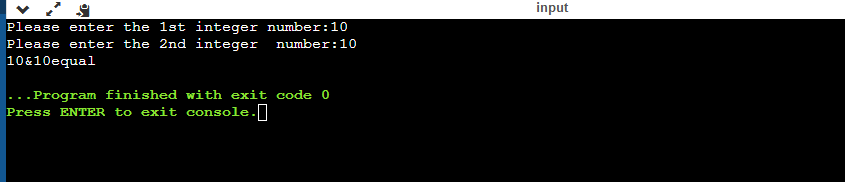 input
Please enter the 1st integer number:10
Please enter the 2nd integer  number:10
10&10equal
...Program finished with exit code 0
Press ENTER to exit console.